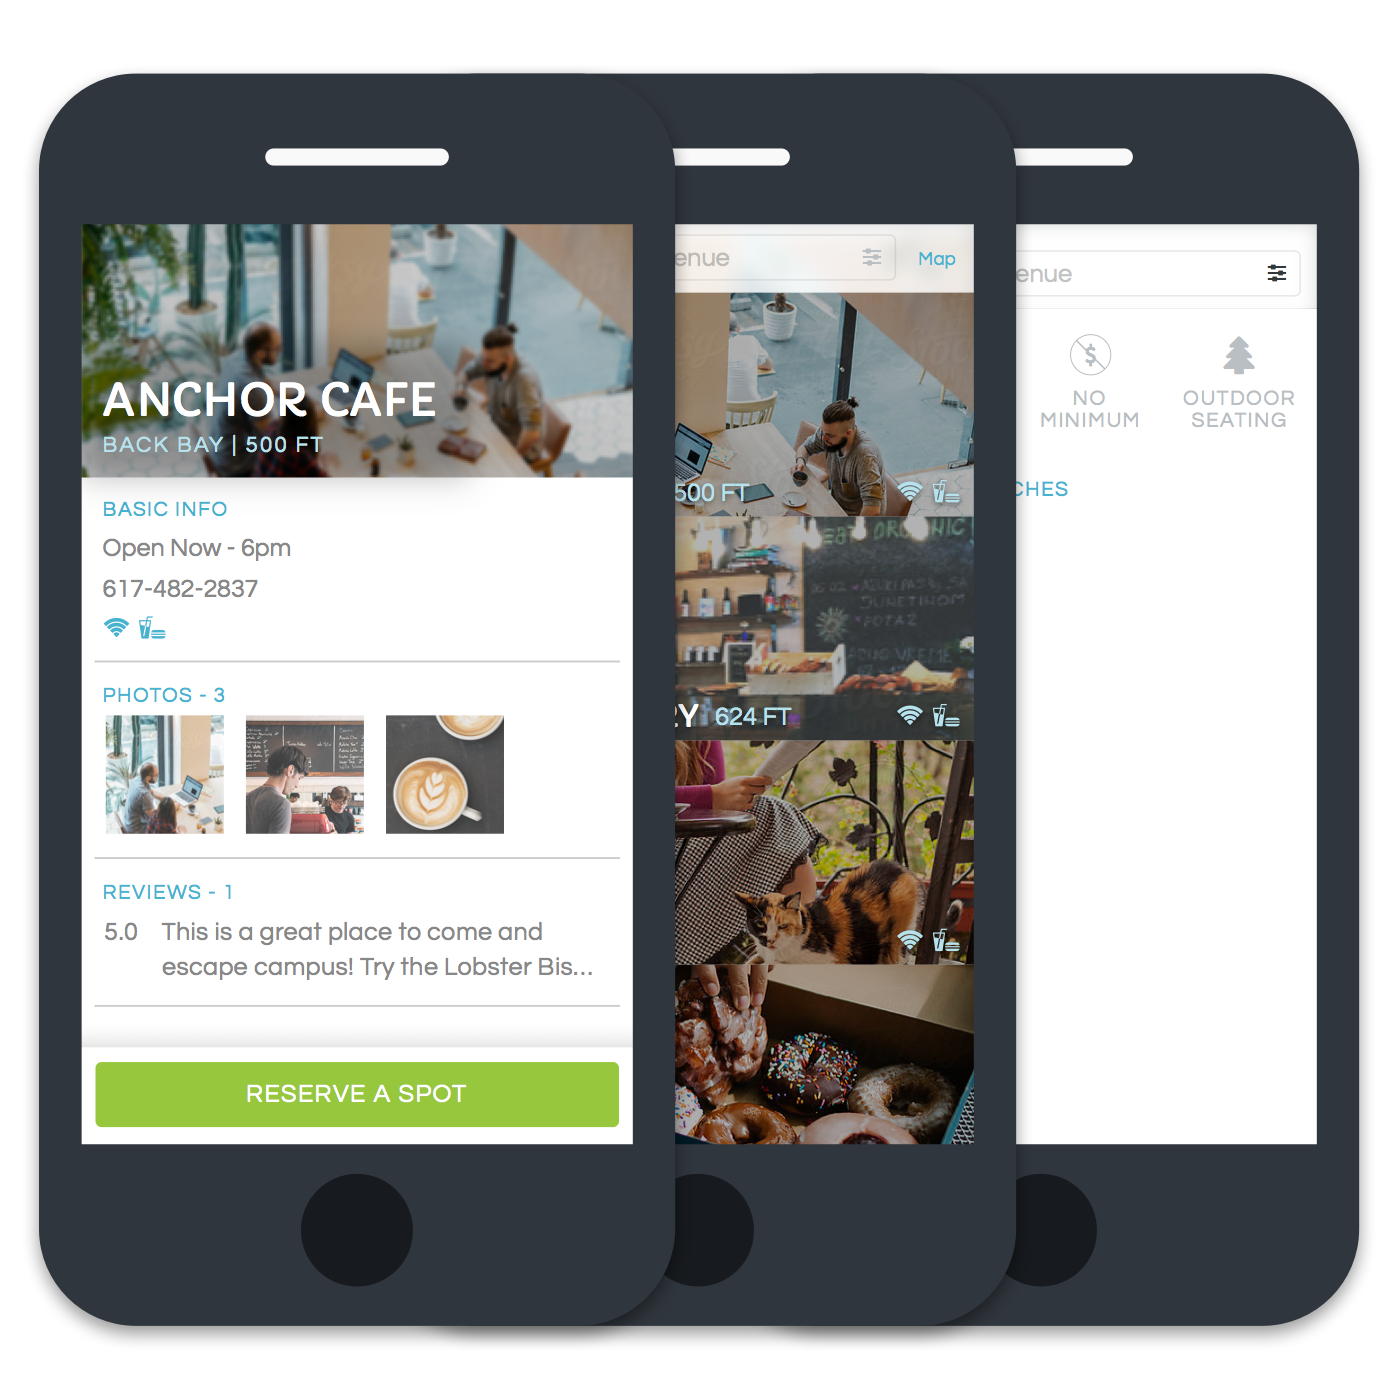 ANCHOR CAFE
BACK BAY | 500 FT
BASIC INFO
Open Now - 6pm
617-482-2837
PHOTOS - 3
REVIEWS - 1
5.0 This is a great place to come and
escape campus! Try the Lobster Bis...
RESERVE A SPOT
enue
Map
500 FT
EAT ORGANIC
RY 624 FT
enue
NO
MINIMUM
OUTDOOR
SEATING
CHES